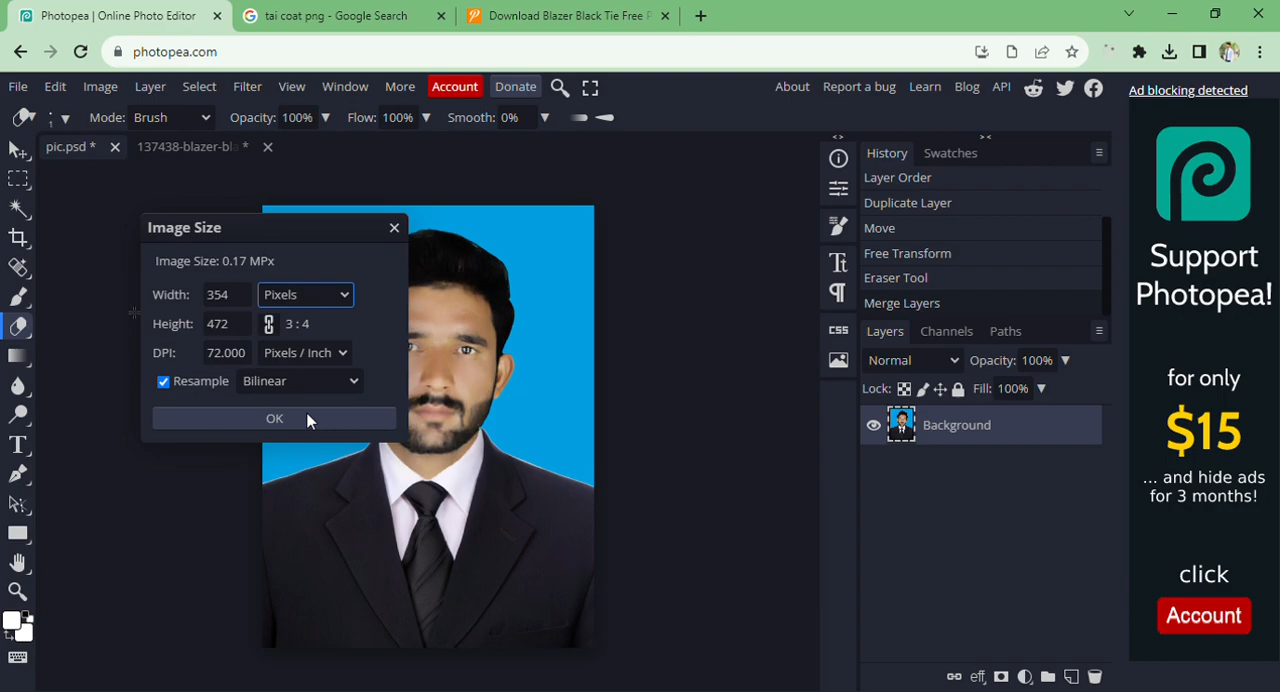 Photopea | Online Photo Editor
tai coat png - Google Search
Download Blazer Black Tie Free P
photopea.com
File Edit Image Layer Select Filter View Window More Account Donate
About Report a bug Learn Blog API
Ad blocking detected
Mode: Brush Opacity: 100% Flow: 100% Smooth: 0%
pic.psd *
137438-blazer-bla *
Image Size
Image Size: 0.17 MPx
Width: 354 Pixels
Height: 472 3 : 4
DPI: 72.000 Pixels / Inch
Resample Bilinear
OK
CSS
History Swatches
Layer Order
Duplicate Layer
Move
Free Transform
Eraser Tool
Merge Layers
Layers Channels Paths
Normal Opacity: 100%
Lock: Fill: 100%
Background
eff
Support
Photopea!
for only
$15
... and hide ads
for 3 months!
click
Account